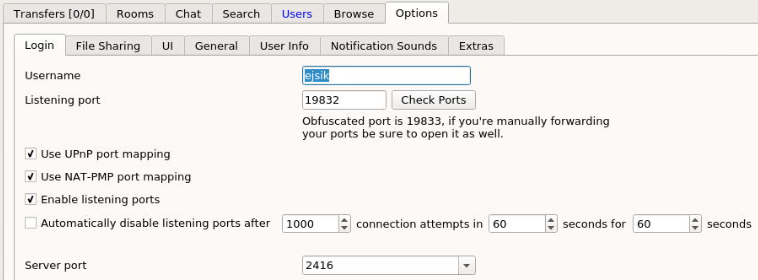 Transfers [0/0] Rooms Chat Search Users Browse Options
Login File Sharing UI General User Info Notification Sounds Extras
Username ejsik
Listening port 19832 Check Ports
Obfuscated port is 19833, if you're manually forwarding
your ports be sure to open it as well.
Use UPnP port mapping
Use NAT-PMP port mapping
Enable listening ports
Automatically disable listening ports after 1000 connection attempts in 60 seconds for 60 seconds
Server port 2416